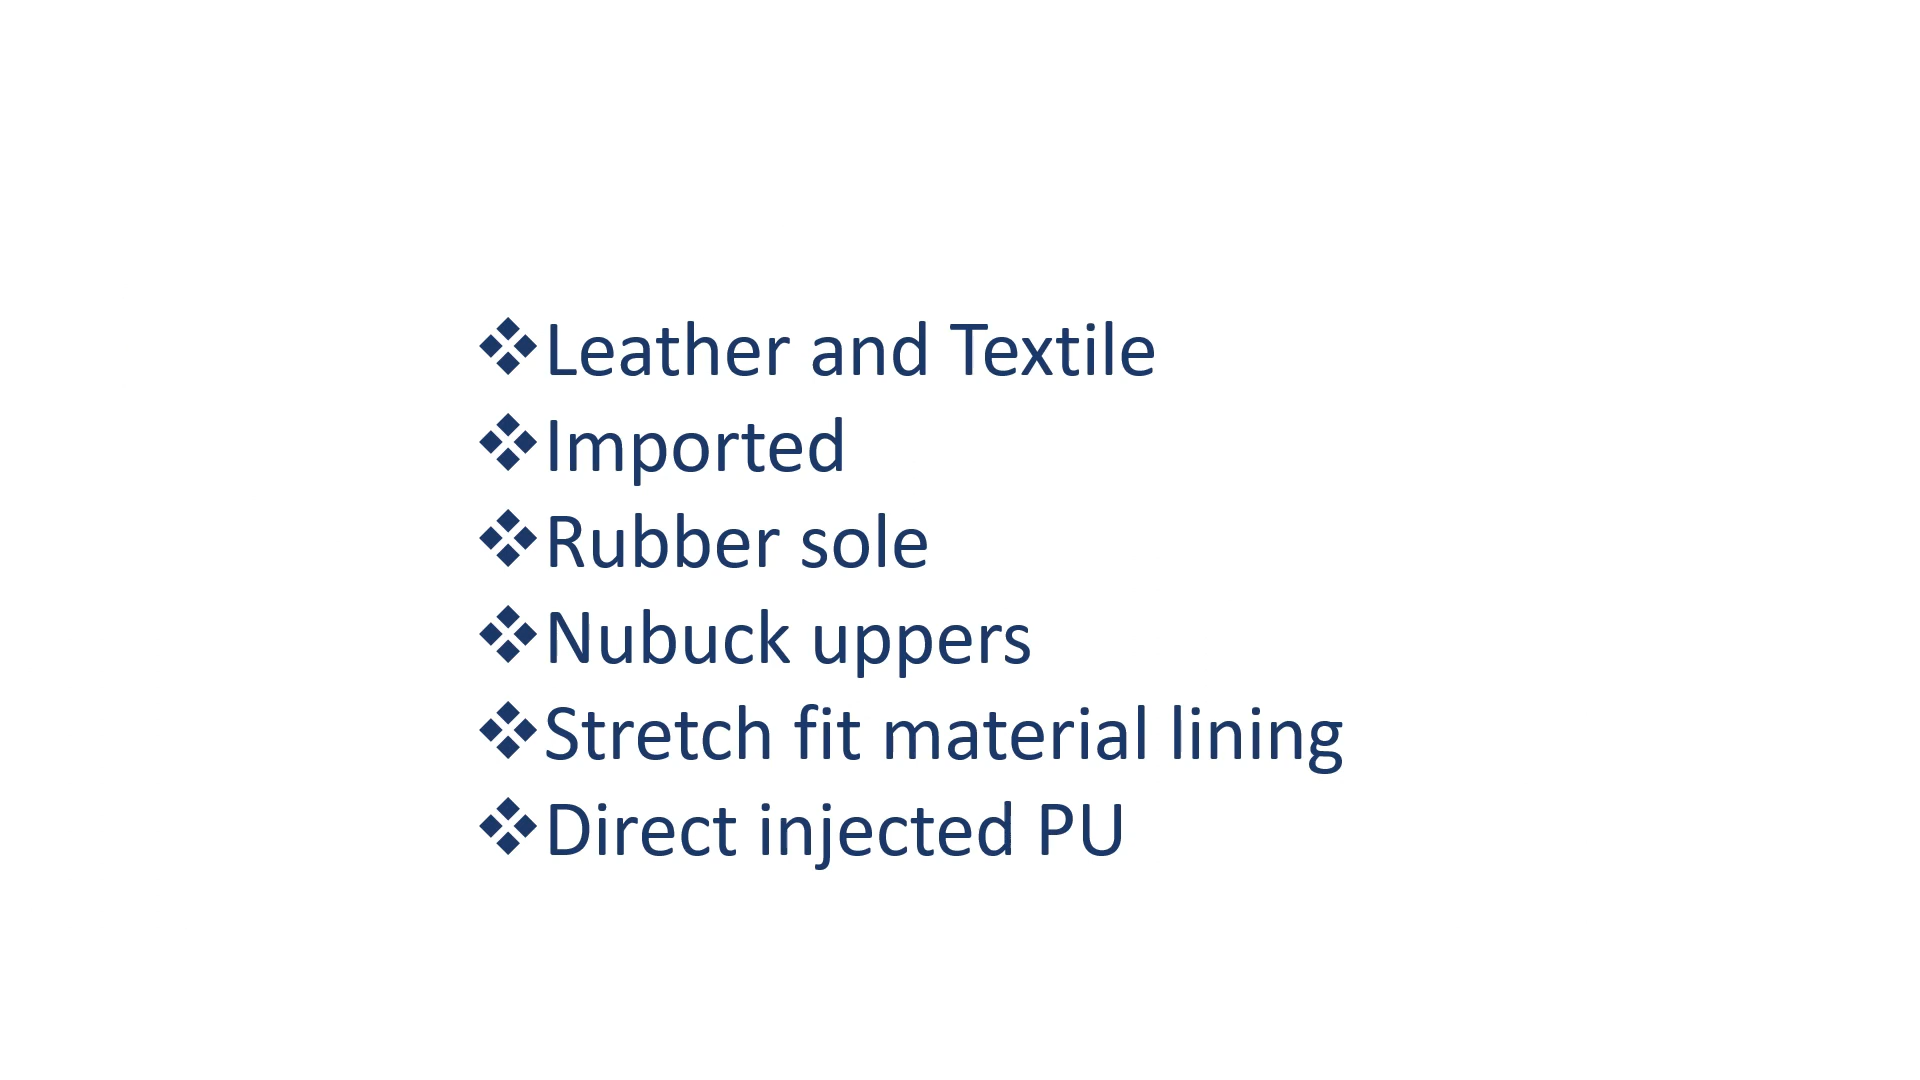 ❖Leather and Textile
❖Imported
❖Rubber sole
❖Nubuck uppers
❖Stretch fit material lining
❖Direct injected PU